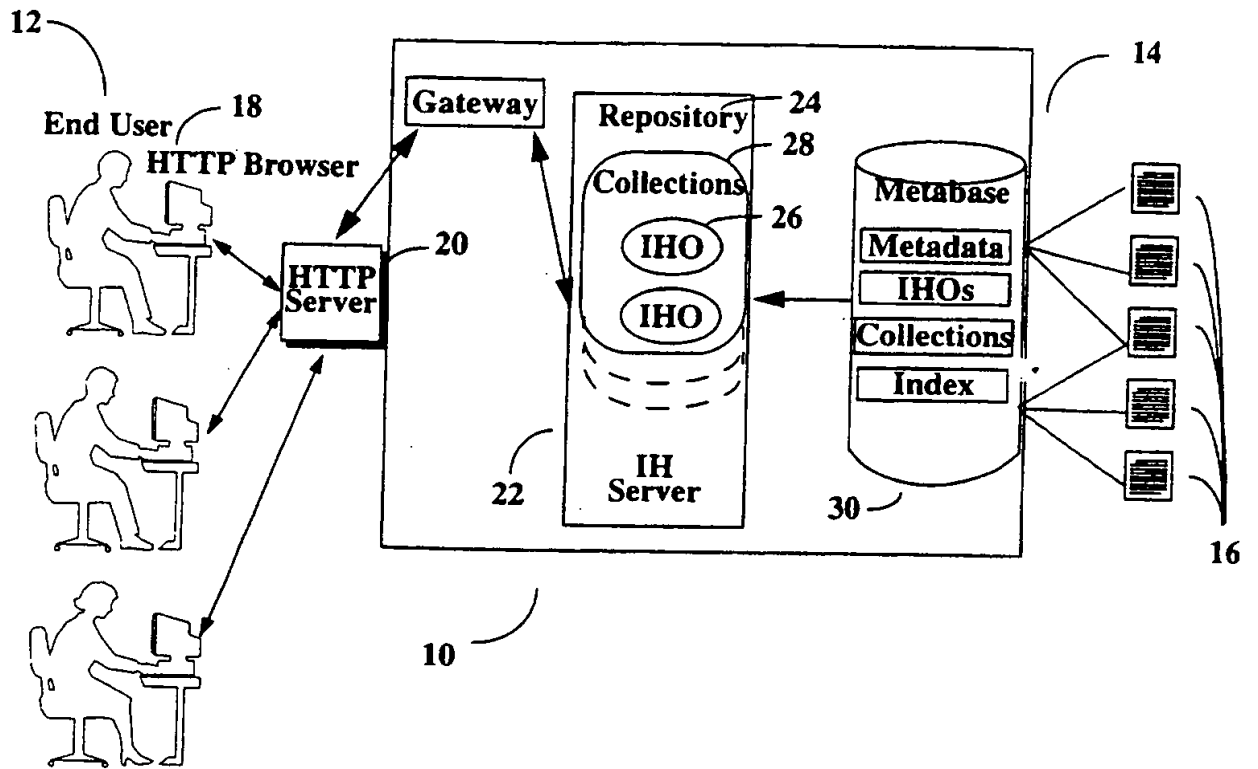 12
End User
18
HTTP Browser
HTTP
Server
20
Gateway
Repository
24
28
Collections
26
IHO
IHO
IH
Server
22
Metabase
Metadata
IHOs
Collections
Index
30
14
16
10